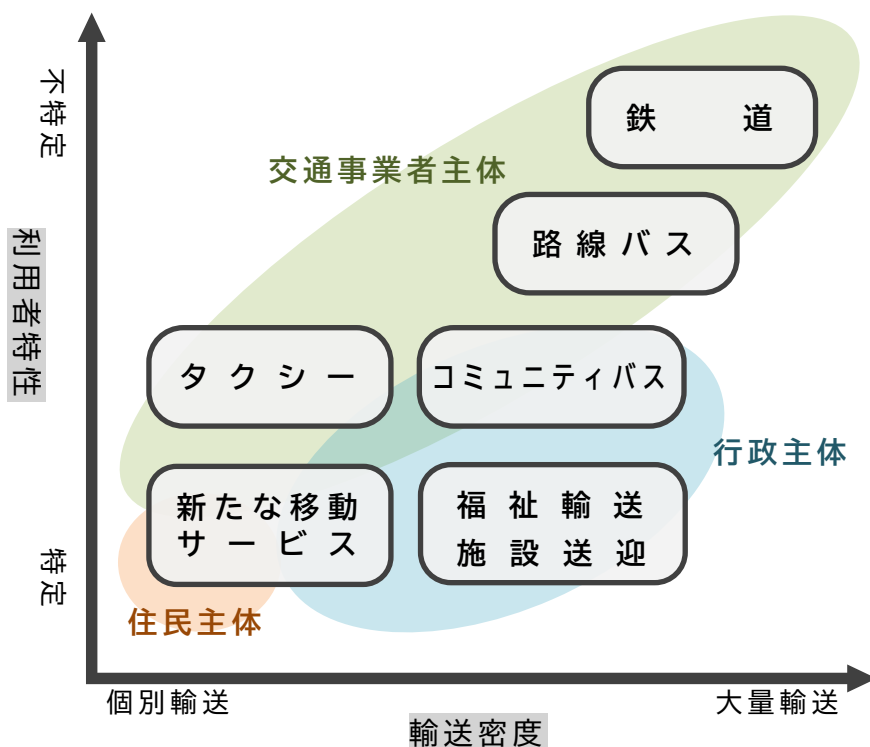 不特定
鉄道
交通事業者主体
路線バス
利用者特性
タクシー
コミュニティバス
行政主体
新たな移動
サービス
福祉輸送
施設送迎
特定
住民主体
個別輸送
大量輸送
輸送密度